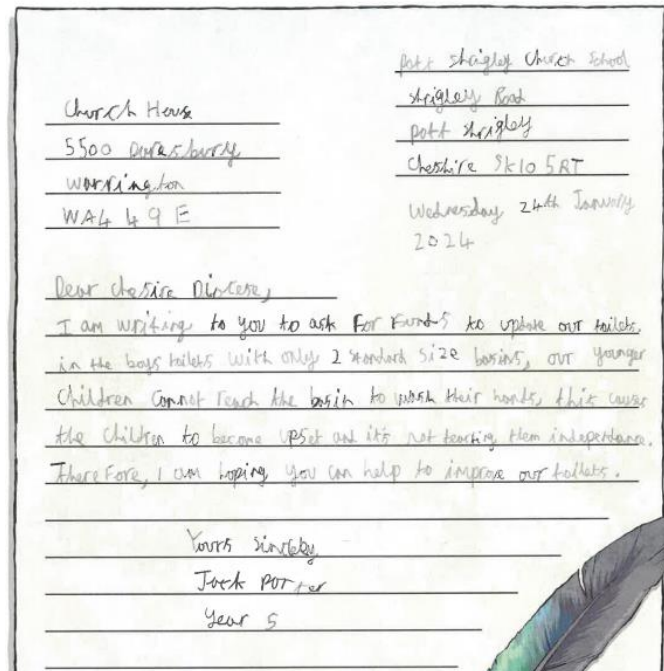 Pott Shrigley Church School
Shrigley Road
Pott Shrigley
Cheshire SK10 5RT
Wednesday 24th January
2024
Church House
5500 Daresbury
Warrington
WA4 4 9 E
Dear Chesire Diocese,
I am writing to you to ask For Funds to update our toilets,
in the boys toilets with only 2 standard size basins, our younger
Children Cannot reach the basin to wash their hands, this causes
the Children to become upset and it's not teaching them independance.
ThereFore, I am hoping you can help to improve our toilets.
Yours Sincerely
Jack Porter
Year 5